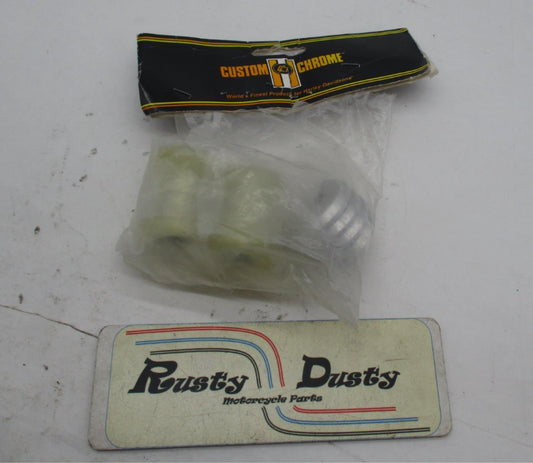 CUSTOM CHROME
World's Finest Products for Harley-Davidsons
Rusty Dusty
Motorcycle Parts